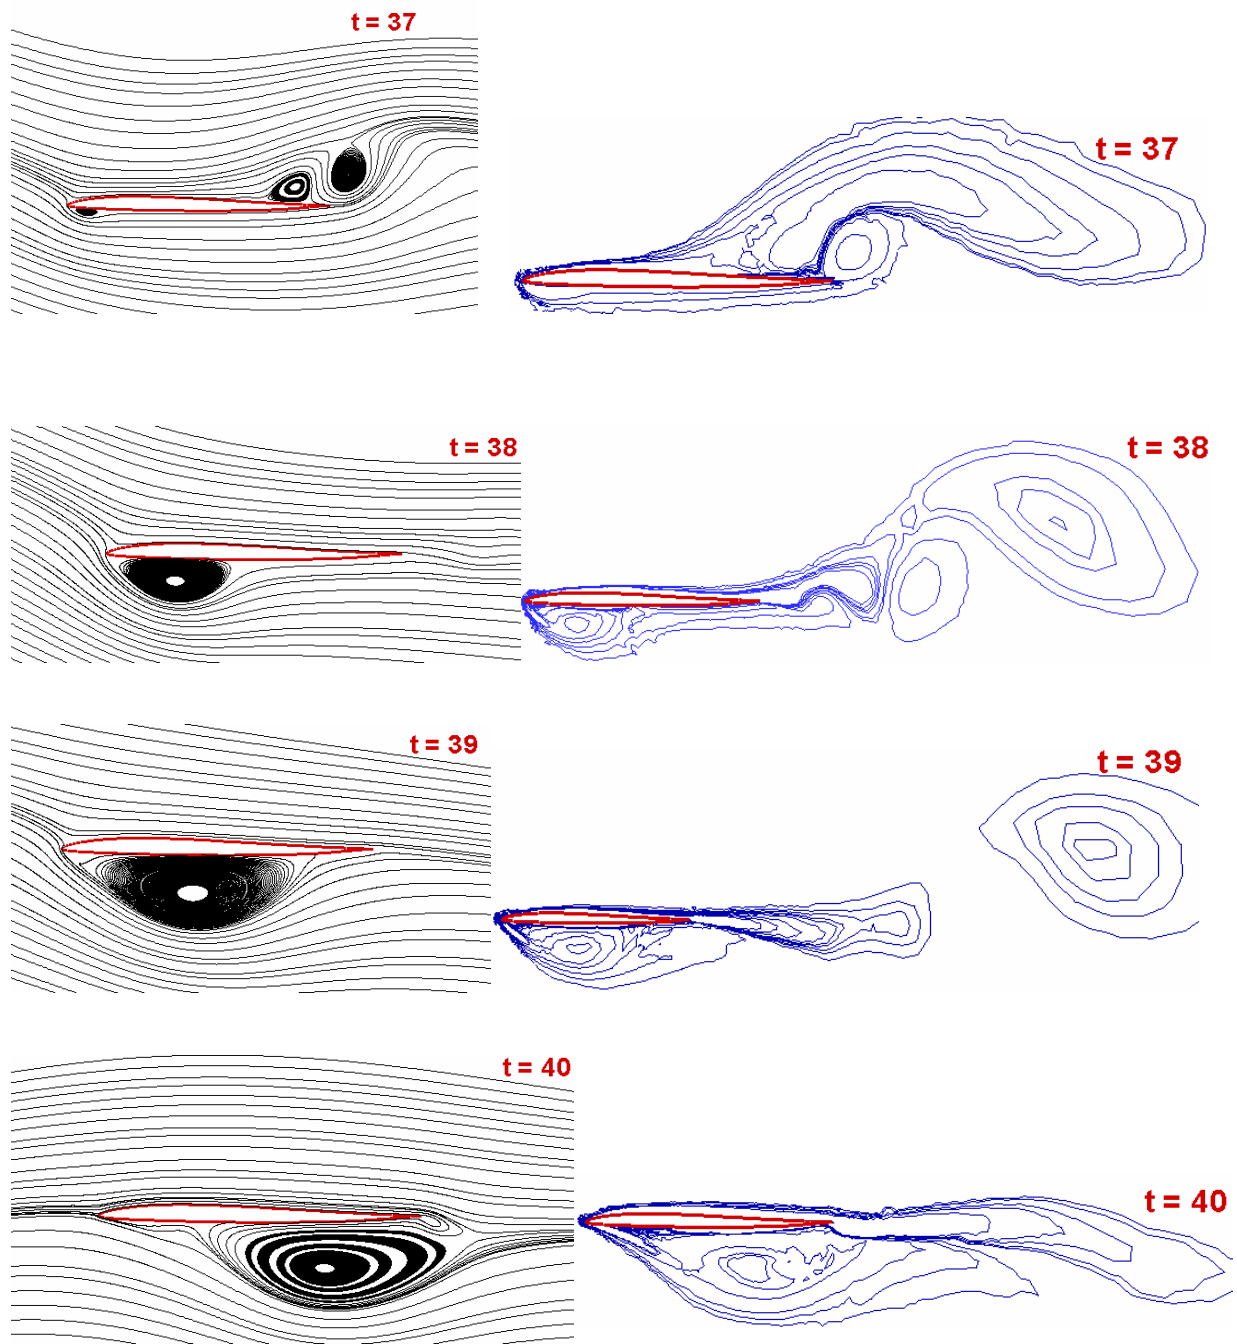 t = 37
t = 37
t = 38
t = 38
t = 39
t = 39
t = 40
t = 40